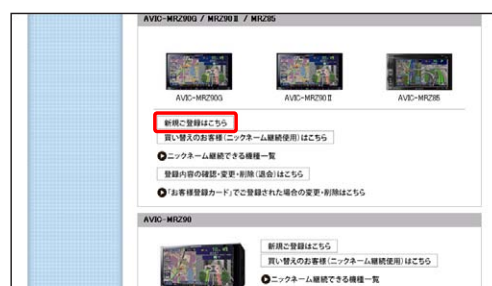 AVIC-MRZ90G / MRZ90Ⅱ / MRZ85
AVIC-MRZ90G
AVIC-MRZ90Ⅱ
AVIC-MRZ85
新規ご登録はこちら
買い替えのお客様(ニックネーム継続使用)はこちら
ニックネーム継続できる機種一覧
登録内容の確認・変更・削除(退会)はこちら
「お客様登録カード」でご登録された場合の変更・削除はこちら
AVIC-MRZ90
新規ご登録はこちら
買い替えのお客様(ニックネーム継続使用)はこちら
ニックネーム継続できる機種一覧